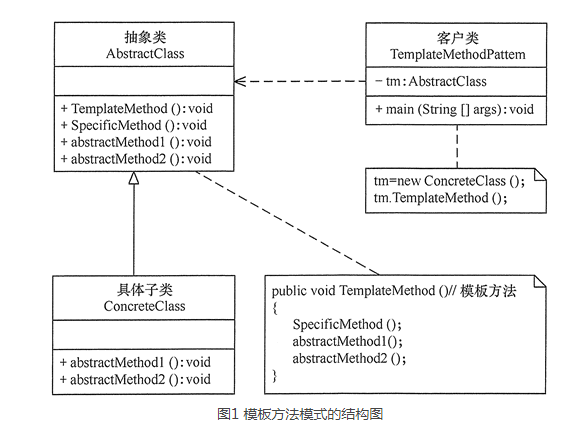 抽象类
AbstractClass
+ TemplateMethod ():void
+ SpecificMethod ():void
+ abstractMethod1 ():void
+ abstractMethod2 ():void
客户类
TemplateMethodPattem
- tm:AbstractClass
+ main (String [] args):void
tm=new ConcreteClass ();
tm.TemplateMethod ();
具体子类
ConcreteClass
+ abstractMethod1 ():void
+ abstractMethod2 ():void
public void TemplateMethod ()// 模板方法
{
SpecificMethod ();
abstractMethod1();
abstractMethod2 ();
}
图1 模板方法模式的结构图